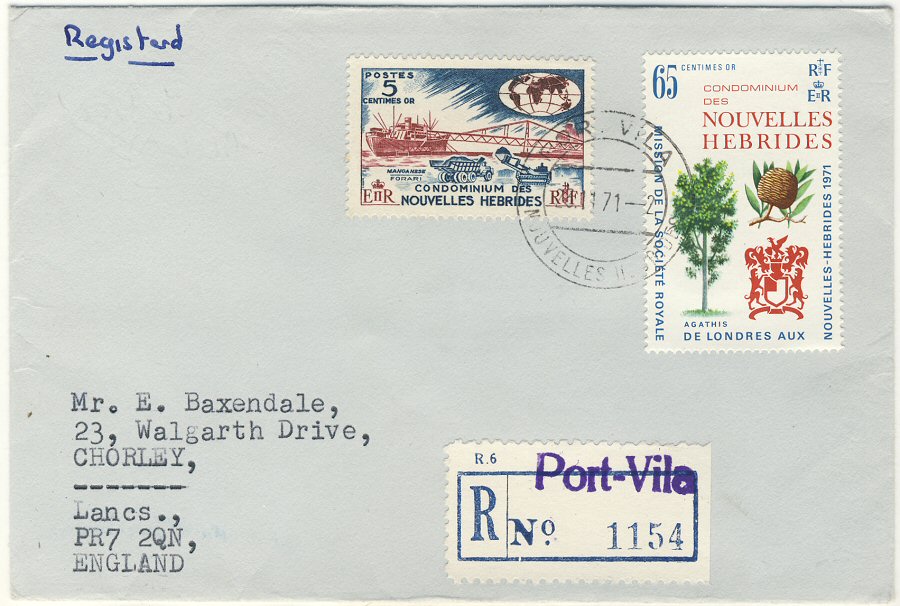 Registerd
POSTES
5
CENTIMES OR
MANGANESE
FORARI
CONDOMINIUM DES
NOUVELLES HEBRIDES
EIIR
RF
VILA
11 71
NOUVELLES
65 CENTIMES OR
RF
EIIR
CONDOMINIUM
DES
NOUVELLES
HEBRIDES
MISSION DE LA SOCIÉTÉ ROYALE
AGATHIS
DE LONDRES AUX
NOUVELLES-HEBRIDES 1971
Mr. E. Baxendale,
23, Walgarth Drive,
CHORLEY,
-------
Lancs.,
PR7 2QN,
ENGLAND
R.6 Port-Vila
R No 1154